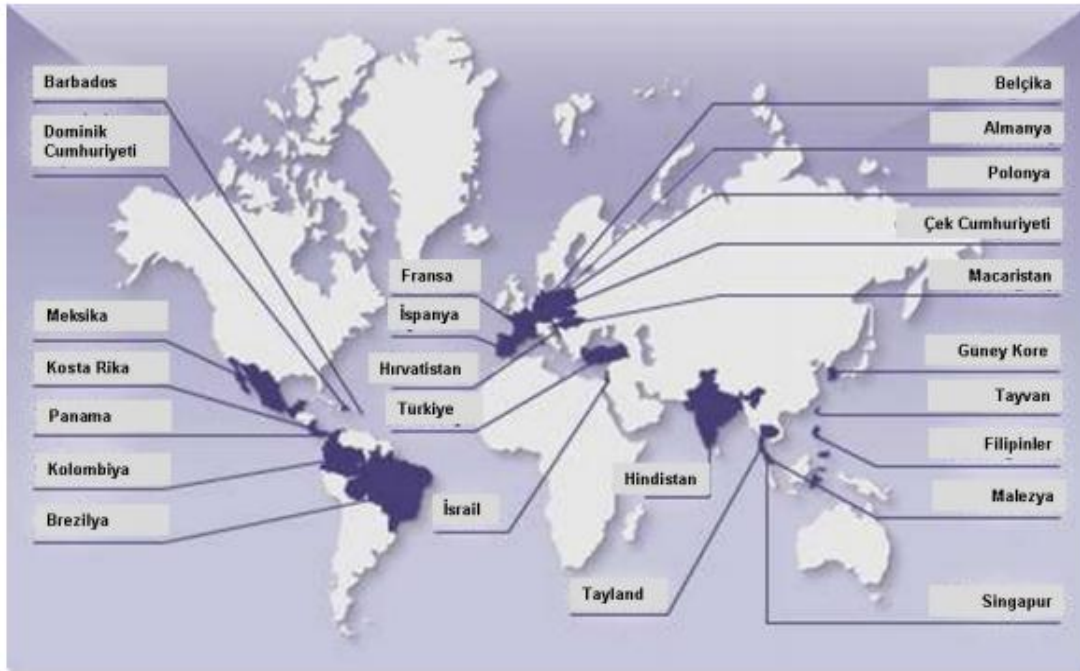 Barbados
Dominik
Cumhuriyeti
Meksika
Kosta Rika
Panama
Kolombiya
Brezilya
Fransa
İspanya
Hırvatistan
Türkiye
İsrail
Hindistan
Tayland
Belçika
Almanya
Polonya
Çek Cumhuriyeti
Macaristan
Güney Kore
Tayvan
Filipinler
Malezya
Singapur